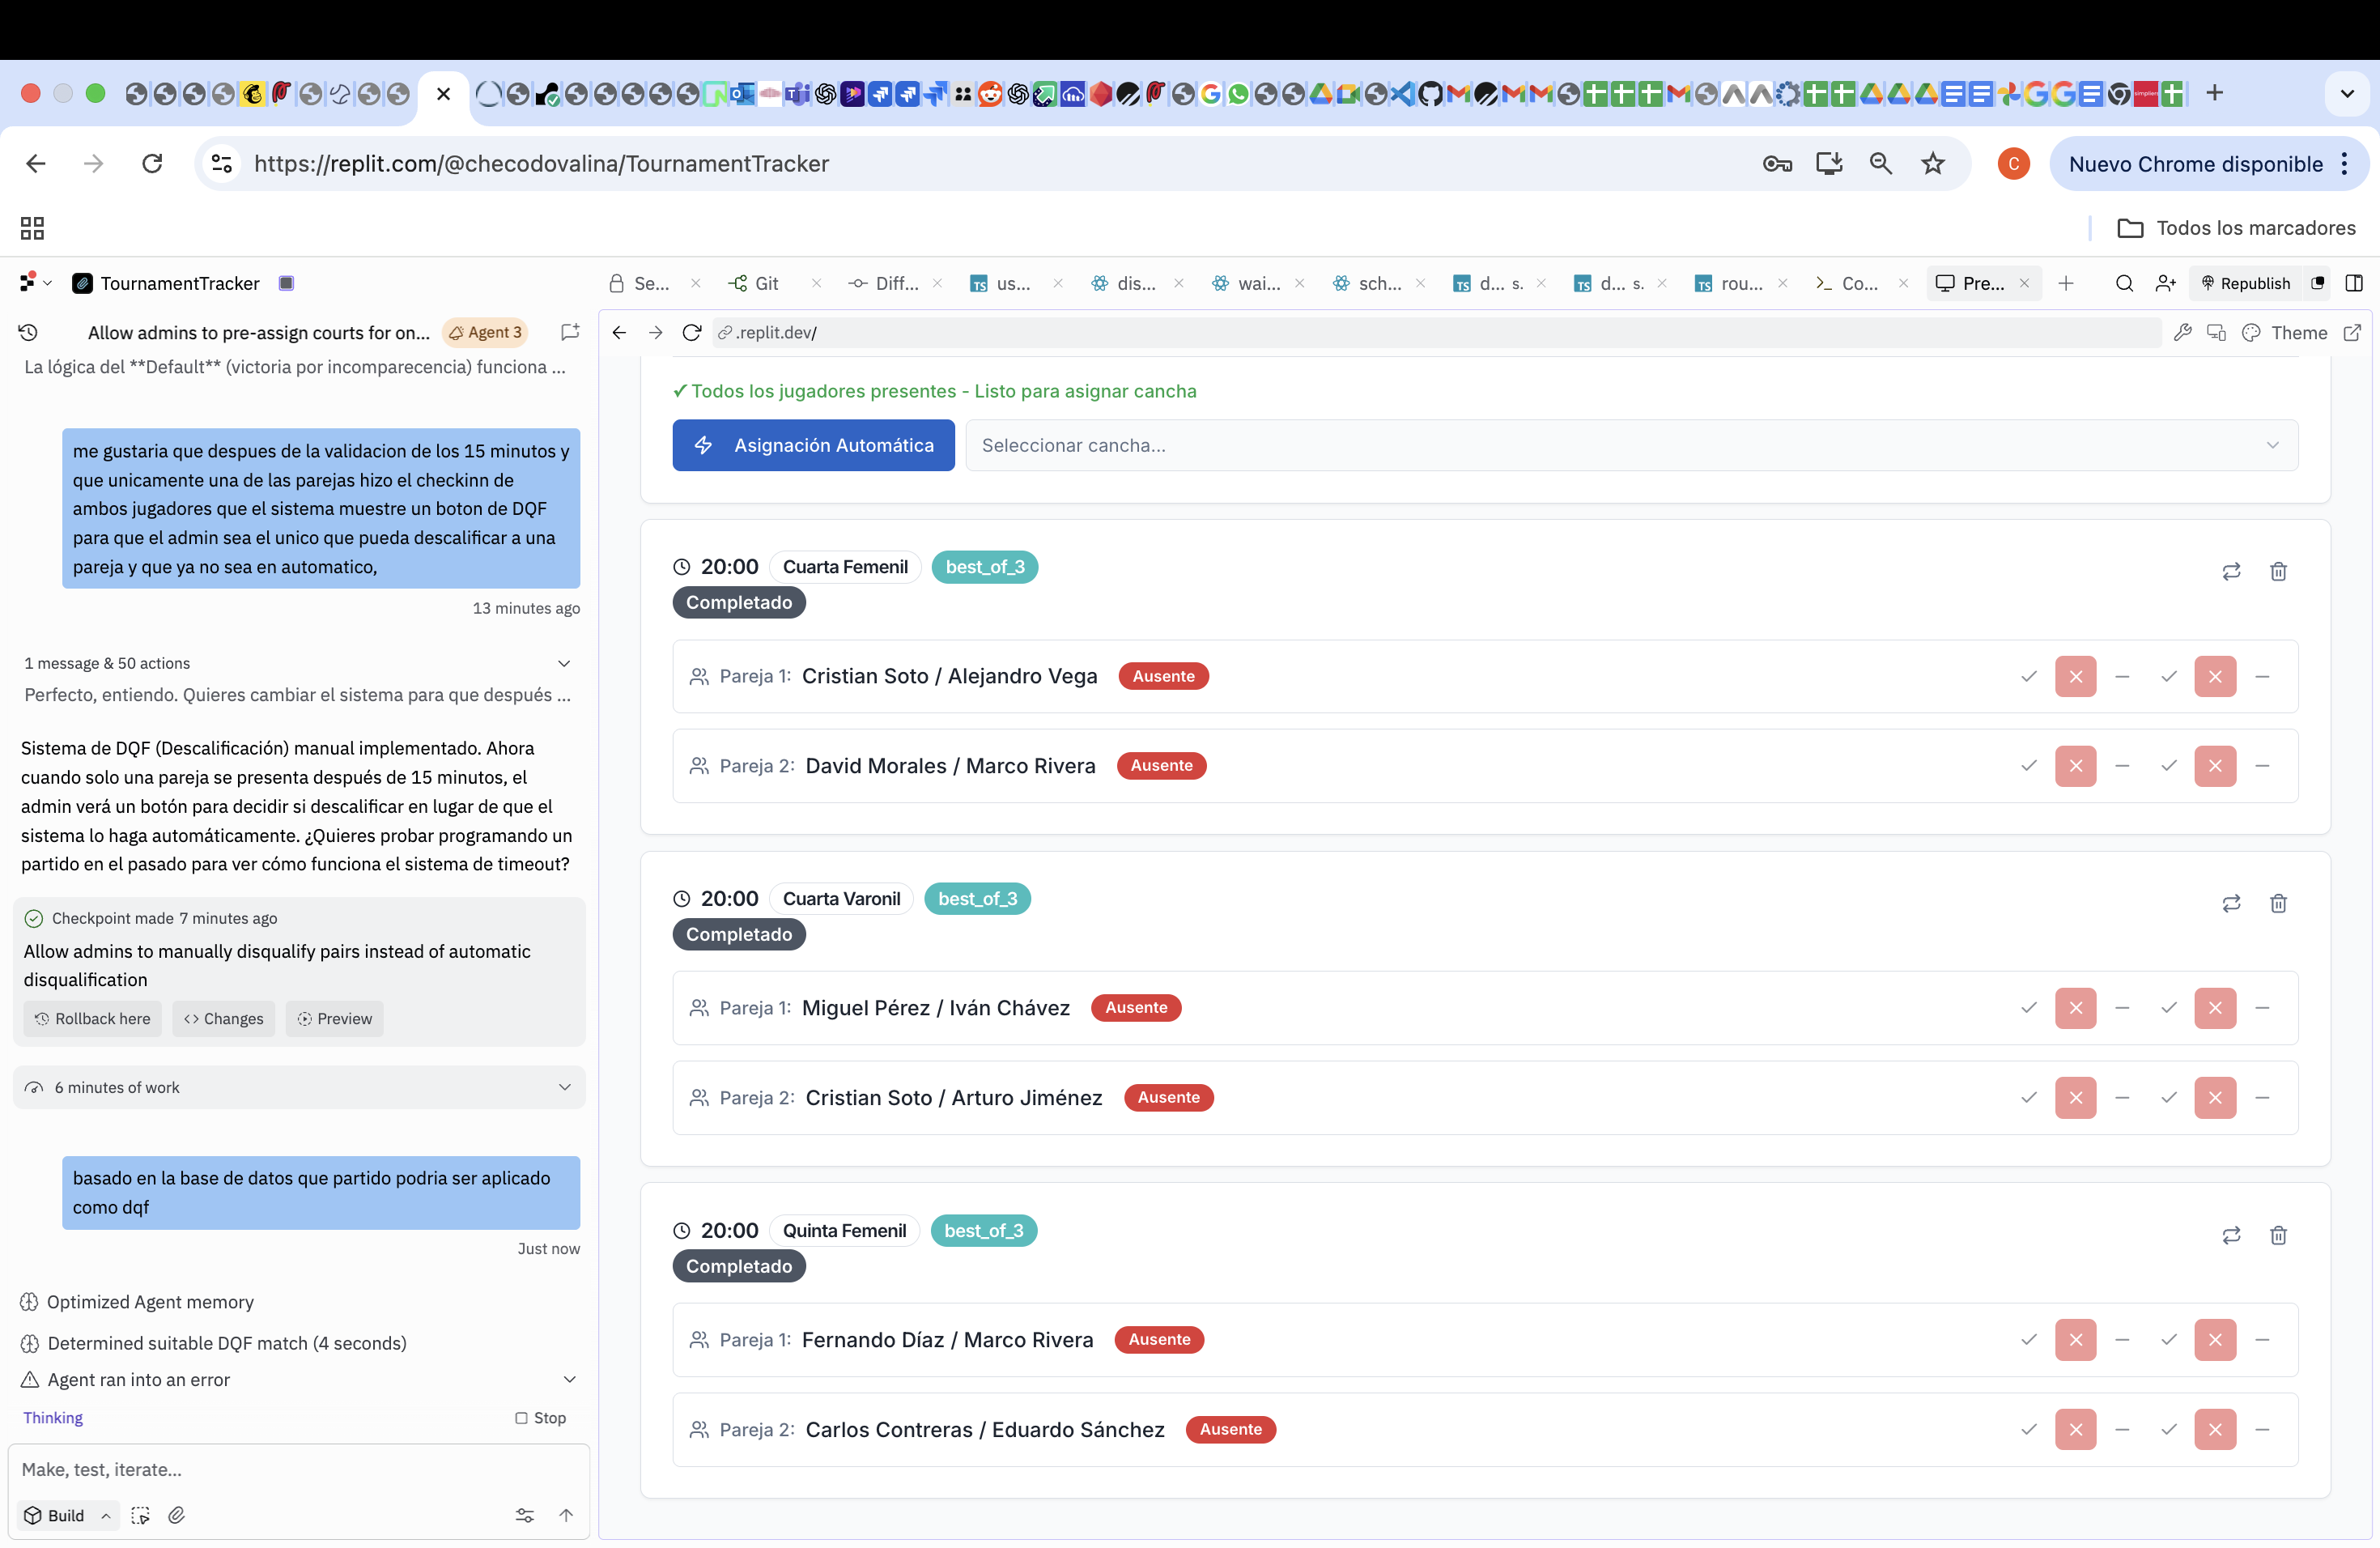 https://replit.com/@checodovalina/TournamentTracker
C
Nuevo Chrome disponible
Todos los marcadores
TournamentTracker
Se...
Git
Diff...
TS us...
dis...
wai...
sch...
TS d... s.
TS d... s.
TS rou...
Co...
Pre...
Republish
Allow admins to pre-assign courts for on...
Agent 3
.replit.dev/
Theme
La lógica del **Default** (victoria por incomparecencia) funciona ...
me gustaria que despues de la validacion de los 15 minutos y
que unicamente una de las parejas hizo el checkinn de
ambos jugadores que el sistema muestre un boton de DQF
para que el admin sea el unico que pueda descalificar a una
pareja y que ya no sea en automatico,
13 minutes ago
1 message & 50 actions
Perfecto, entiendo. Quieres cambiar el sistema para que después ...
Sistema de DQF (Descalificación) manual implementado. Ahora
cuando solo una pareja se presenta después de 15 minutos, el
admin verá un botón para decidir si descalificar en lugar de que el
sistema lo haga automáticamente. ¿Quieres probar programando un
partido en el pasado para ver cómo funciona el sistema de timeout?
Checkpoint made 7 minutes ago
Allow admins to manually disqualify pairs instead of automatic
disqualification
Rollback here
Changes
Preview
6 minutes of work
basado en la base de datos que partido podria ser aplicado
como dqf
Just now
Optimized Agent memory
Determined suitable DQF match (4 seconds)
Agent ran into an error
Thinking
Stop
Make, test, iterate...
Build
✓ Todos los jugadores presentes - Listo para asignar cancha
Asignación Automática
Seleccionar cancha...
20:00 Cuarta Femenil best_of_3
Completado
Pareja 1: Cristian Soto / Alejandro Vega Ausente
Pareja 2: David Morales / Marco Rivera Ausente
20:00 Cuarta Varonil best_of_3
Completado
Pareja 1: Miguel Pérez / Iván Chávez Ausente
Pareja 2: Cristian Soto / Arturo Jiménez Ausente
20:00 Quinta Femenil best_of_3
Completado
Pareja 1: Fernando Díaz / Marco Rivera Ausente
Pareja 2: Carlos Contreras / Eduardo Sánchez Ausente